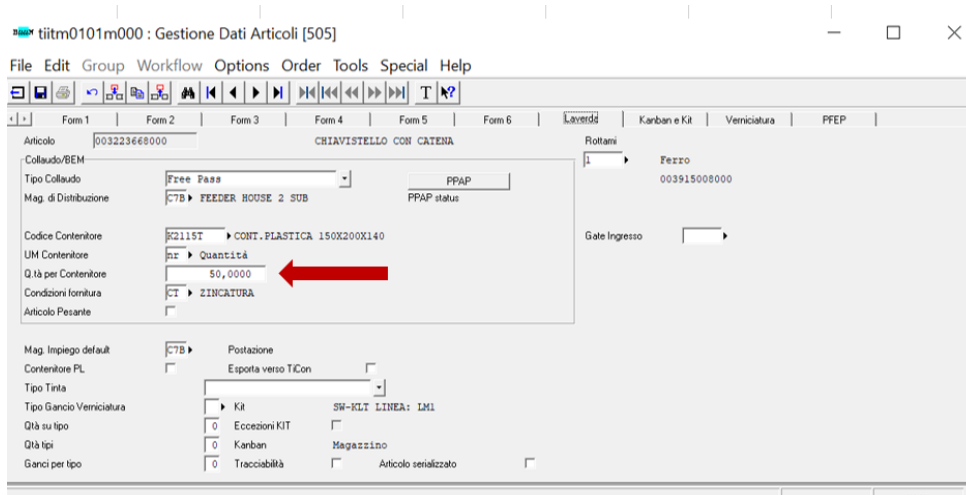 tiitm0101m000 : Gestione Dati Articoli [505]
File Edit Group Workflow Options Order Tools Special Help
T
Form 1 Form 2 Form 3 Form 4 Form 5 Form 6 Laverda Kanban e Kit Verniciatura PFEP
Articolo 003223668000 CHIAVISTELLO CON CATENA Rottami
Collaudo/BEM 1 Ferro
Tipo Collaudo Free Pass PPAP 003915008000
Mag. di Distribuzione C7B FEEDER HOUSE 2 SUB PPAP status
Codice Contenitore K2115T CONT.PLASTICA 150X200X140 Gate Ingresso
UM Contenitore nr Quantità
Q.tà per Contenitore 50,0000
Condizioni fornitura CT ZINCATURA
Articolo Pesante
Mag. Impiego default C7B Postazione
Contenitore PL Esporta verso TiCon
Tipo Tinta
Tipo Gancio Verniciatura Kit SW-KLT LINEA: LM1
Qtà su tipo 0 Eccezioni KIT
Qtà tipi 0 Kanban Magazzino
Ganci per tipo 0 Tracciabilità Articolo serializzato